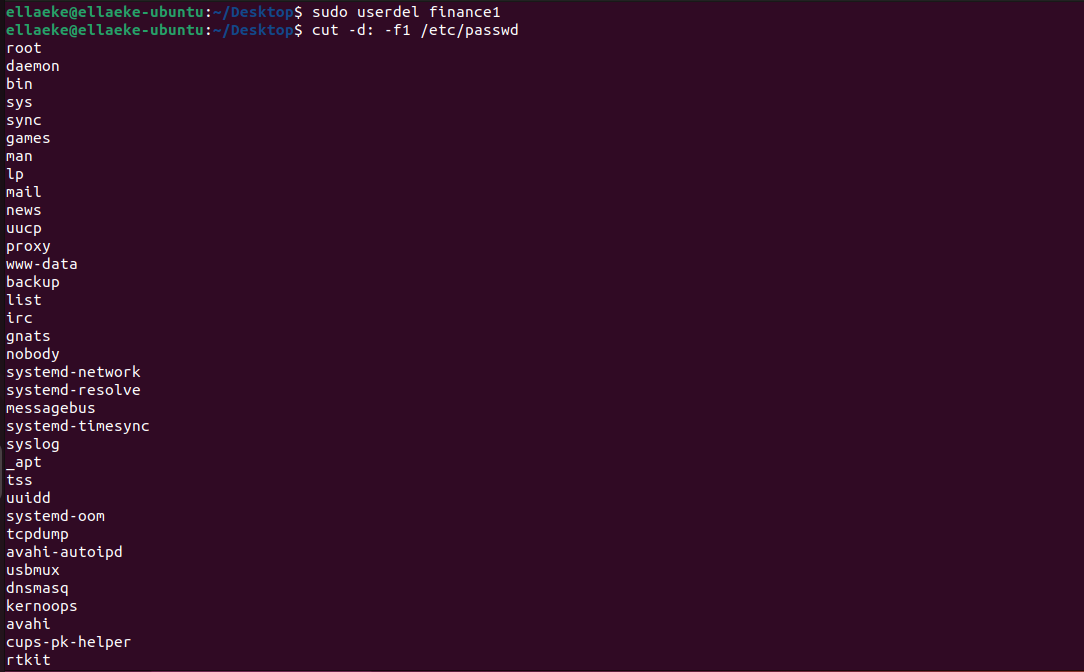 ellaeke@ellaeke-ubuntu:~/Desktop$ sudo userdel finance1
ellaeke@ellaeke-ubuntu:~/Desktop$ cut -d: -f1 /etc/passwd
root
daemon
bin
sys
sync
games
man
lp
mail
news
uucp
proxy
www-data
backup
list
irc
gnats
nobody
systemd-network
systemd-resolve
messagebus
systemd-timesync
syslog
_apt
tss
uuidd
systemd-oom
tcpdump
avahi-autoipd
usbmux
dnsmasq
kernoops
avahi
cups-pk-helper
rtkit